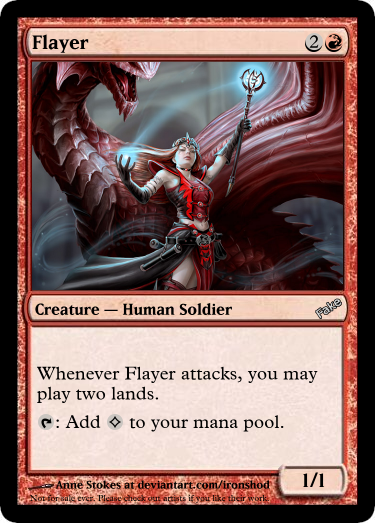 Flayer 2
Creature — Human Soldier Fake
Whenever Flayer attacks, you may
play two lands.
: Add to your mana pool.
Anne Stokes at deviantart.com/ironshod
Not for sale ever. Please check out artists if you like their work.
1/1